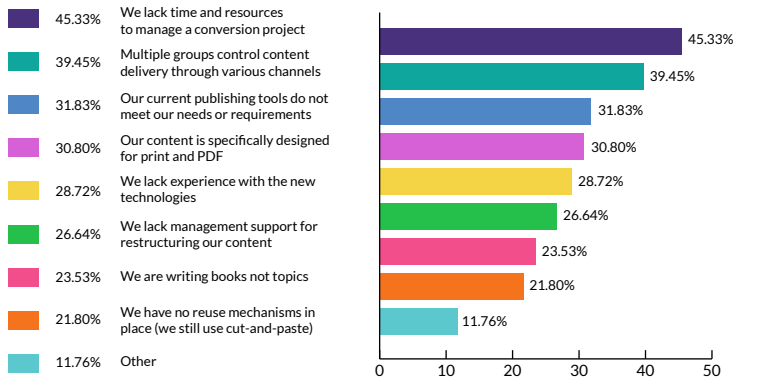 45.33%
We lack time and resources
to manage a conversion project
39.45%
Multiple groups control content
delivery through various channels
31.83%
Our current publishing tools do not
meet our needs or requirements
30.80%
Our content is specifically designed
for print and PDF
28.72%
We lack experience with the new
technologies
26.64%
We lack management support for
restructuring our content
23.53%
We are writing books not topics
21.80%
We have no reuse mechanisms in
place (we still use cut-and-paste)
11.76%
Other
45.33%
39.45%
31.83%
30.80%
28.72%
26.64%
23.53%
21.80%
11.76%
0 10 20 30 40 50